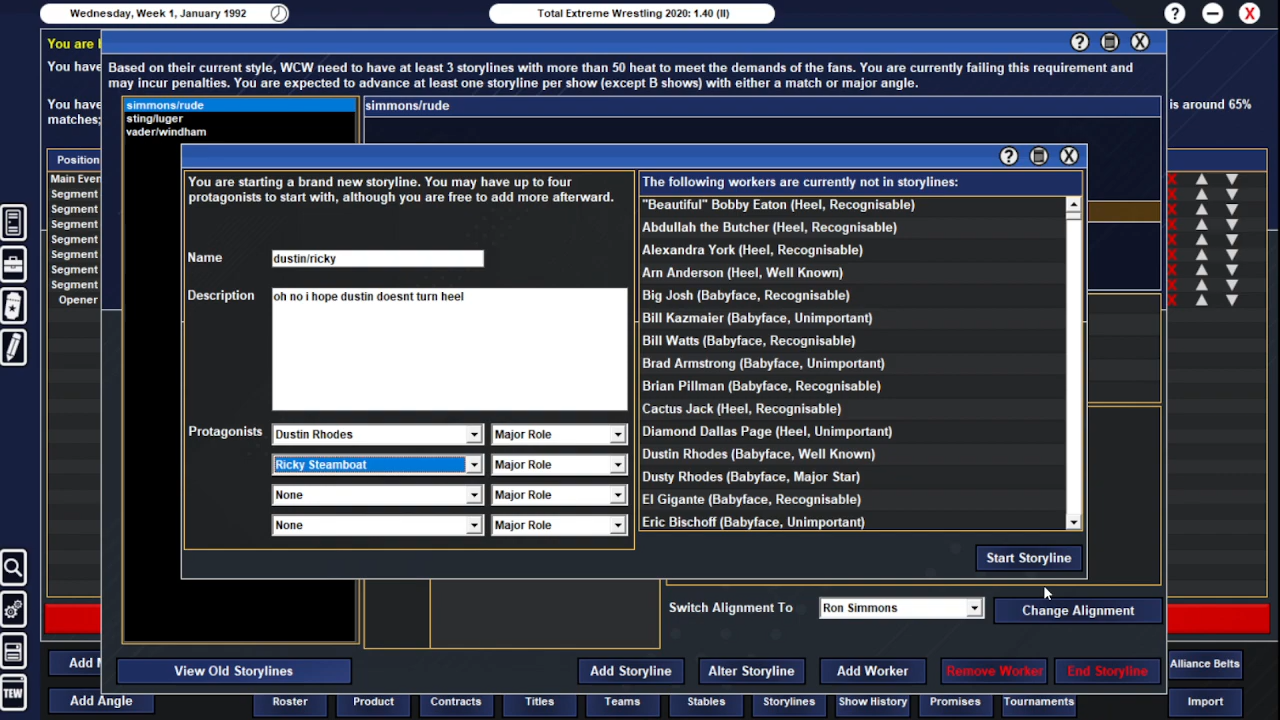 Wednesday, Week 1, January 1992
Total Extreme Wrestling 2020: 1.40 (II)
?
X
You are
You have
You have
matches;
is around 65%
Based on their current style, WCW need to have at least 3 storylines with more than 50 heat to meet the demands of the fans. You are currently failing this requirement and
may incur penalties. You are expected to advance at least one storyline per show (except B shows) with either a match or major angle.
simmons/rude
sting/luger
vader/windham
simmons/rude
Position
Main Even
Segment
Segment
Segment
Segment
Segment
Segment
Segment
Opener
You are starting a brand new storyline. You may have up to four
protagonists to start with, although you are free to add more afterward.
Name
dustin/ricky
Description
oh no i hope dustin doesnt turn heel
Protagonists
Dustin Rhodes
Major Role
Ricky Steamboat
Major Role
None
Major Role
None
Major Role
The following workers are currently not in storylines:
"Beautiful" Bobby Eaton (Heel, Recognisable)
Abdullah the Butcher (Heel, Recognisable)
Alexandra York (Heel, Recognisable)
Arn Anderson (Heel, Well Known)
Big Josh (Babyface, Recognisable)
Bill Kazmaier (Babyface, Unimportant)
Bill Watts (Babyface, Recognisable)
Brad Armstrong (Babyface, Unimportant)
Brian Pillman (Babyface, Recognisable)
Cactus Jack (Heel, Recognisable)
Diamond Dallas Page (Heel, Unimportant)
Dustin Rhodes (Babyface, Well Known)
Dusty Rhodes (Babyface, Major Star)
El Gigante (Babyface, Recognisable)
Eric Bischoff (Babyface, Unimportant)
Start Storyline
Switch Alignment To
Ron Simmons
Change Alignment
View Old Storylines
Add Storyline
Alter Storyline
Add Worker
Remove Worker
End Storyline
Add M
Alliance Belts
TEW
Add Angle
Roster
Product
Contracts
Titles
Teams
Stables
Storylines
Show History
Promises
Tournaments
Import